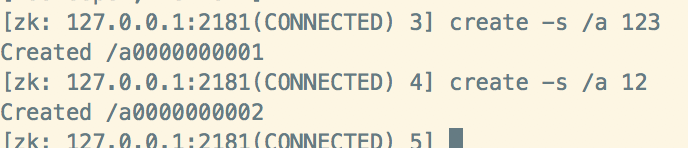 [zk: 127.0.0.1:2181(CONNECTED) 3] create -s /a 123
Created /a0000000001
[zk: 127.0.0.1:2181(CONNECTED) 4] create -s /a 12
Created /a0000000002
[zk: 127.0.0.1:2181(CONNECTED) 5]